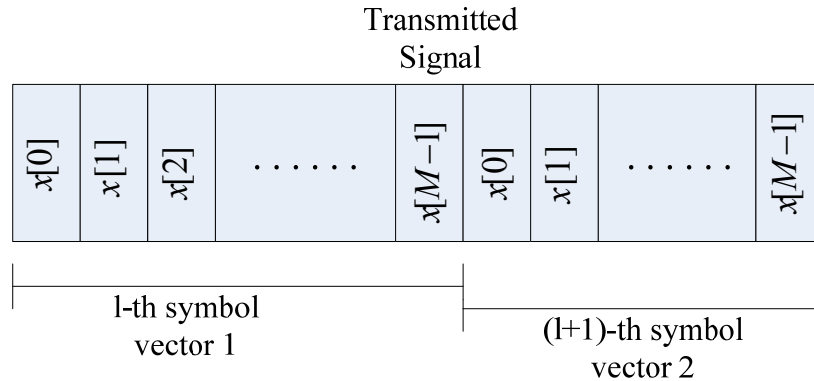 Transmitted
Signal
x[0] x[1] x[2] ...... x[M−1] x[0] x[1] ...... x[M−1]
l-th symbol
vector 1
(l+1)-th symbol
vector 2